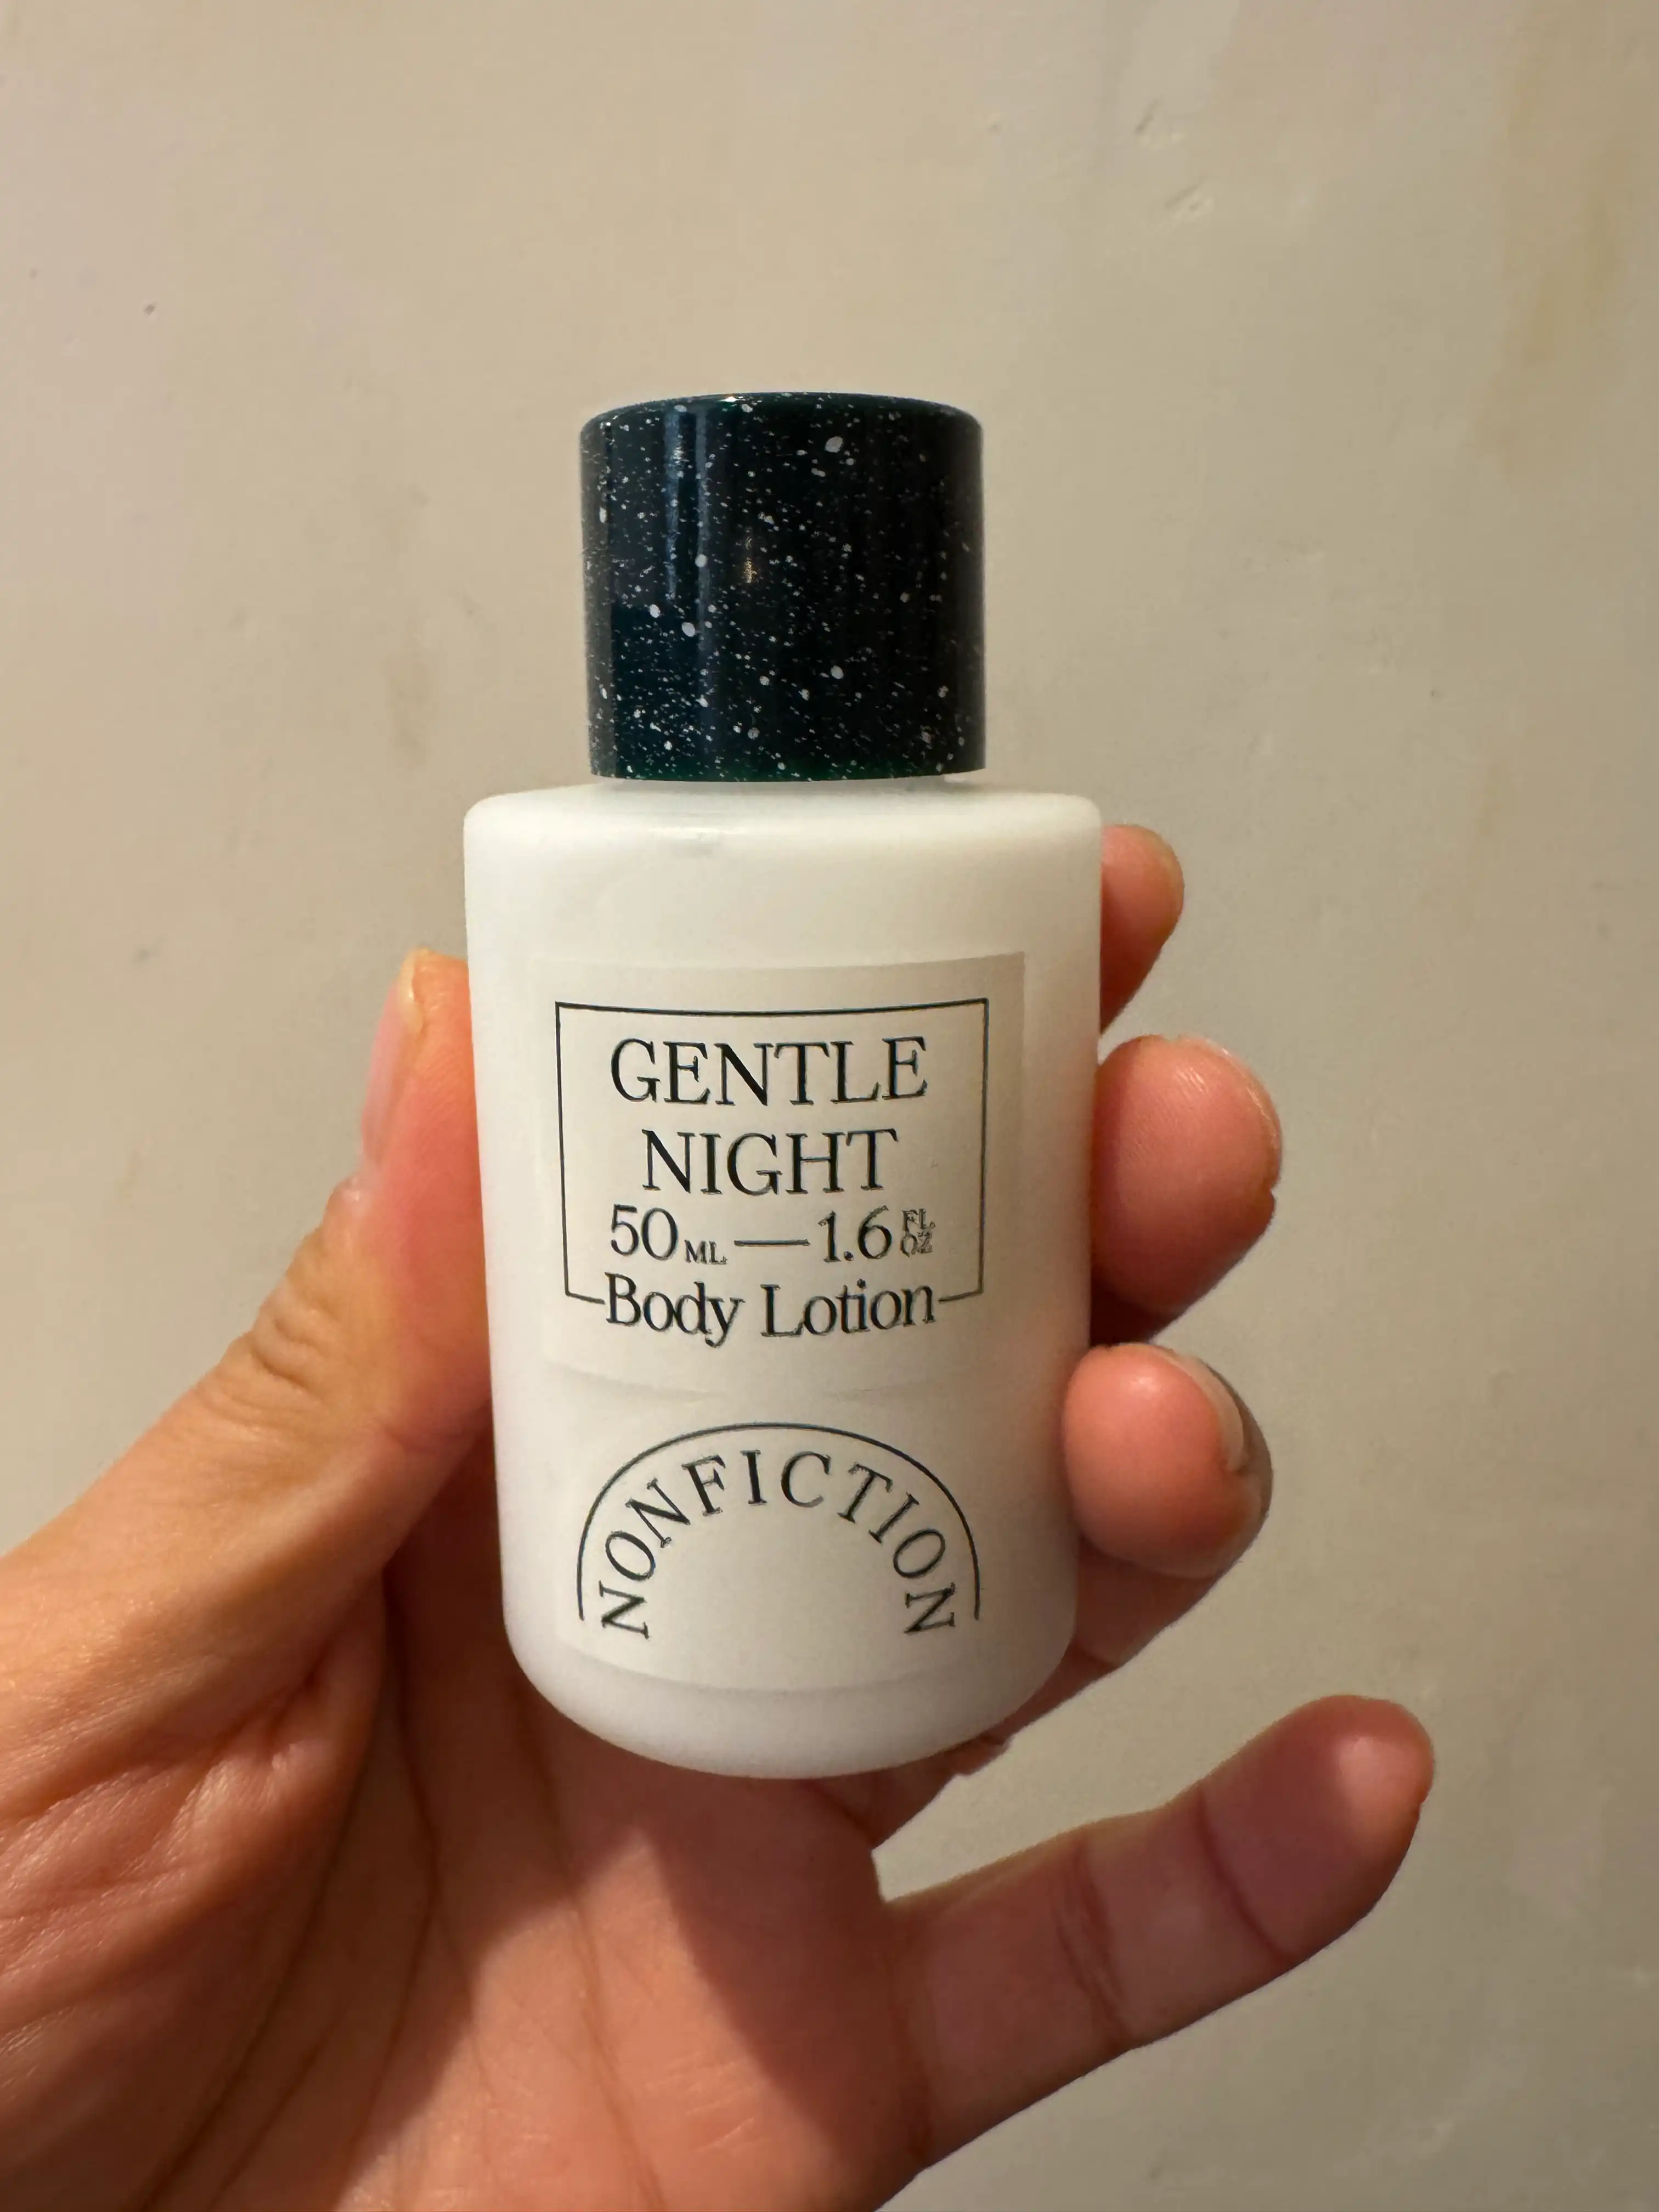 GENTLE
NIGHT
50ML—1.6 FL OZ
Body Lotion
NONFICTION